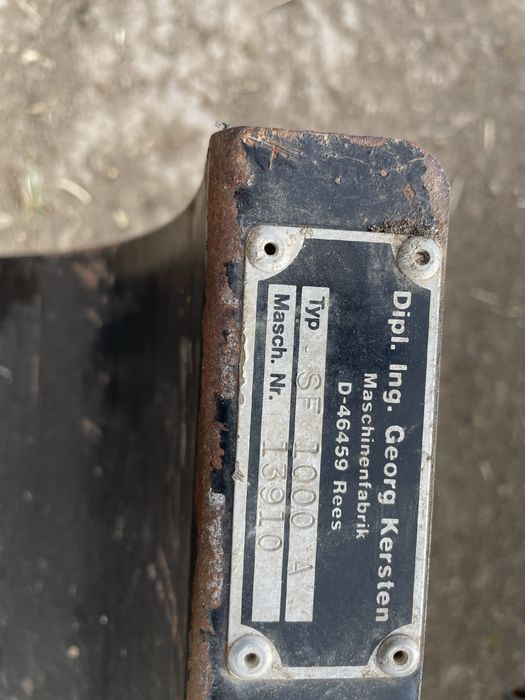 Dipl. Ing. Georg Kersten
Maschinenfabrik
D-46459 Rees
Typ SF 1000 A
Masch. Nr. 13910